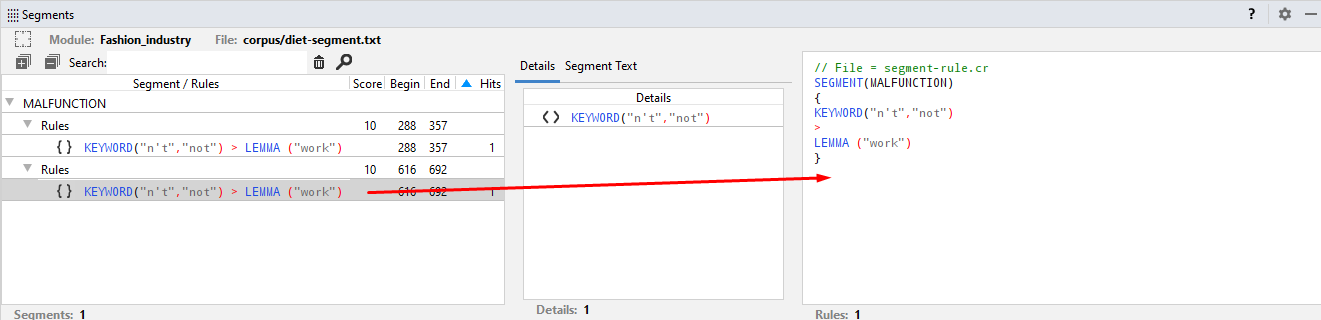 Segments
?
Module: Fashion_industry File: corpus/diet-segment.txt
Search:
Segment / Rules Score Begin End Hits
MALFUNCTION
Rules 10 288 357
{ } KEYWORD("n't","not") > LEMMA ("work") 288 357 1
Rules 10 616 692
{ } KEYWORD("n't","not") > LEMMA ("work") 616 692 1
Segments: 1
Details Segment Text
Details
<> KEYWORD("n't","not")
Details: 1
// File = segment-rule.cr
SEGMENT(MALFUNCTION)
{
KEYWORD("n't","not")
>
LEMMA ("work")
}
Rules: 1